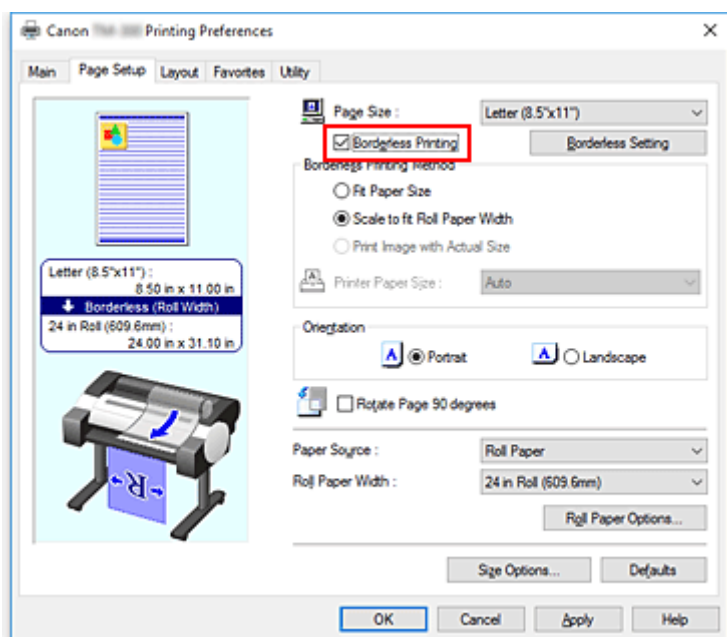 Canon Printing Preferences
Main Page Setup Layout Favorites Utility
Page Size : Letter (8.5"x11")
Borderless Printing Borderless Setting
Borderless Printing Method
Fit Paper Size
Scale to fit Roll Paper Width
Print Image with Actual Size
Printer Paper Size : Auto
Letter (8.5"x11") :
8.50 in x 11.00 in
Borderless (Roll Width)
24 in Roll (609.6mm) :
24.00 in x 31.10 in
Orientation
A Portrait A Landscape
Rotate Page 90 degrees
R
Paper Source : Roll Paper
Roll Paper Width : 24 in Roll (609.6mm)
Roll Paper Options...
Size Options... Defaults
OK Cancel Apply Help